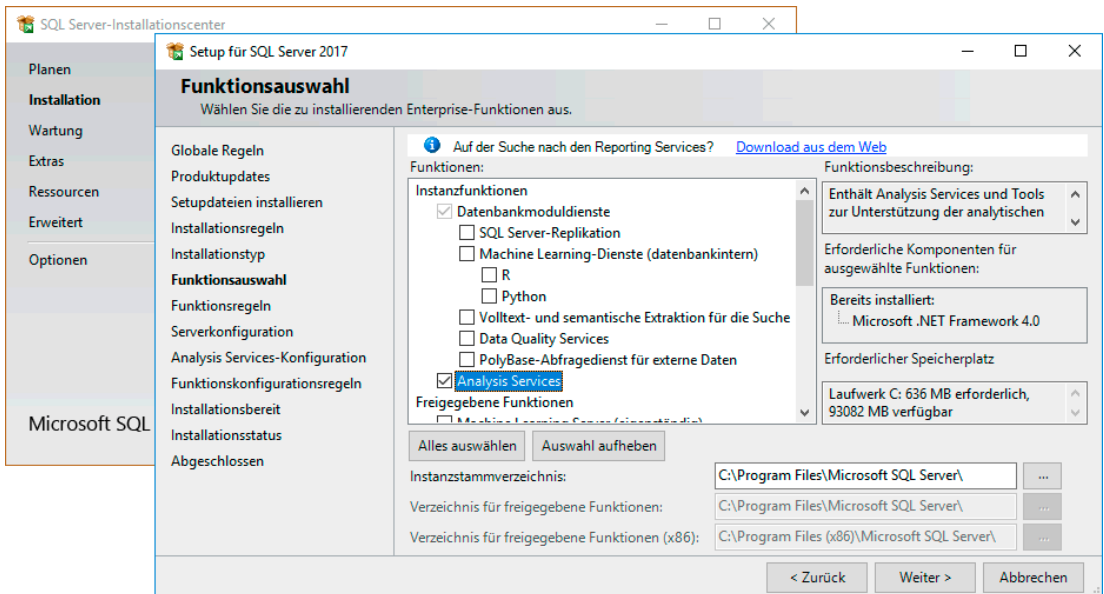 SQL Server-Installationscenter
Planen
Installation
Wartung
Extras
Ressourcen
Erweitert
Optionen
Microsoft SQL
Setup für SQL Server 2017
Funktionsauswahl
Wählen Sie die zu installierenden Enterprise-Funktionen aus.
Globale Regeln
Produktupdates
Setupdateien installieren
Installationsregeln
Installationstyp
Funktionsauswahl
Funktionsregeln
Serverkonfiguration
Analysis Services-Konfiguration
Funktionskonfigurationsregeln
Installationsbereit
Installationsstatus
Abgeschlossen
Auf der Suche nach den Reporting Services? Download aus dem Web
Funktionen:
Instanzfunktionen
Datenbankmoduldienste
SQL Server-Replikation
Machine Learning-Dienste (datenbankintern)
R
Python
Volltext- und semantische Extraktion für die Suche
Data Quality Services
PolyBase-Abfragedienst für externe Daten
Analysis Services
Freigegebene Funktionen
Machine Learning Server (eigenständig)
Funktionsbeschreibung:
Enthält Analysis Services und Tools
zur Unterstützung der analytischen
Erforderliche Komponenten für
ausgewählte Funktionen:
Bereits installiert:
Microsoft .NET Framework 4.0
Erforderlicher Speicherplatz
Laufwerk C: 636 MB erforderlich,
93082 MB verfügbar
Alles auswählen
Auswahl aufheben
Instanzstammverzeichnis: C:\Program Files\Microsoft SQL Server\ ...
Verzeichnis für freigegebene Funktionen: C:\Program Files\Microsoft SQL Server\ ...
Verzeichnis für freigegebene Funktionen (x86): C:\Program Files (x86)\Microsoft SQL Server\ ...
< Zurück
Weiter >
Abbrechen